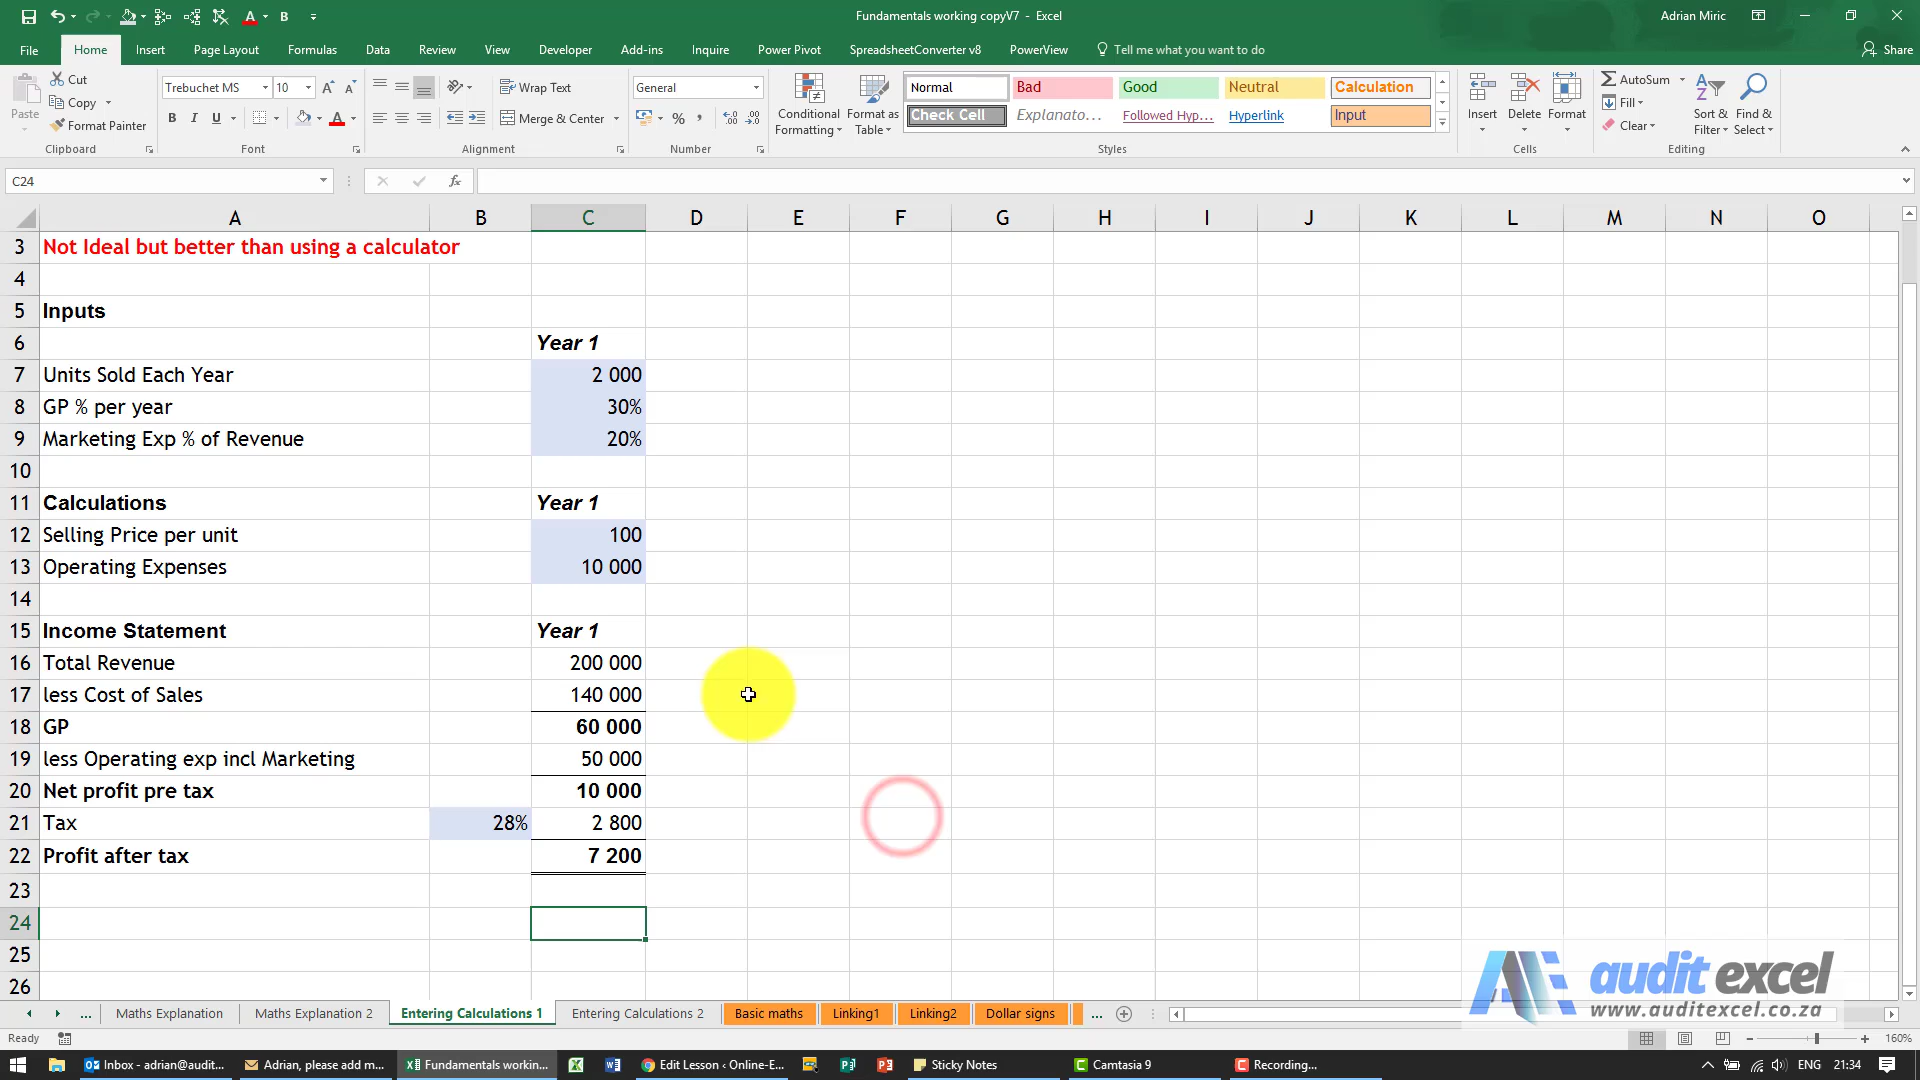 Fundamentals working copyV7 - Excel
Adrian Miric
File Home Insert Page Layout Formulas Data Review View Developer Add-ins Inquire Power Pivot SpreadsheetConverter v8 PowerView Tell me what you want to do Share
Paste
Cut
Copy
Format Painter
Clipboard
Trebuchet MS 10
B I U
Font
Wrap Text
Merge & Center
Alignment
General
%
Number
Conditional Formatting
Format as Table
Normal Bad Good Neutral Calculation
Check Cell Explanato... Followed Hyp... Hyperlink Input
Styles
Insert Delete Format
Cells
AutoSum
Fill
Clear
Sort & Filter
Find & Select
Editing
C24
fx
A B C D E F G H I J K L M N O
3 Not Ideal but better than using a calculator
4
5 Inputs
6 Year 1
7 Units Sold Each Year 2 000
8 GP % per year 30%
9 Marketing Exp % of Revenue 20%
10
11 Calculations Year 1
12 Selling Price per unit 100
13 Operating Expenses 10 000
14
15 Income Statement Year 1
16 Total Revenue 200 000
17 less Cost of Sales 140 000
18 GP 60 000
19 less Operating exp incl Marketing 50 000
20 Net profit pre tax 10 000
21 Tax 28% 2 800
22 Profit after tax 7 200
23
24
25
26
audit excel
www.auditexcel.co.za
... Maths Explanation Maths Explanation 2 Entering Calculations 1 Entering Calculations 2 Basic maths Linking1 Linking2 Dollar signs ...
Ready
160%
Inbox - adrian@audit... Adrian, please add m... Fundamentals workin... Edit Lesson ‹ Online-E... Sticky Notes Camtasia 9 Recording... ENG 21:34